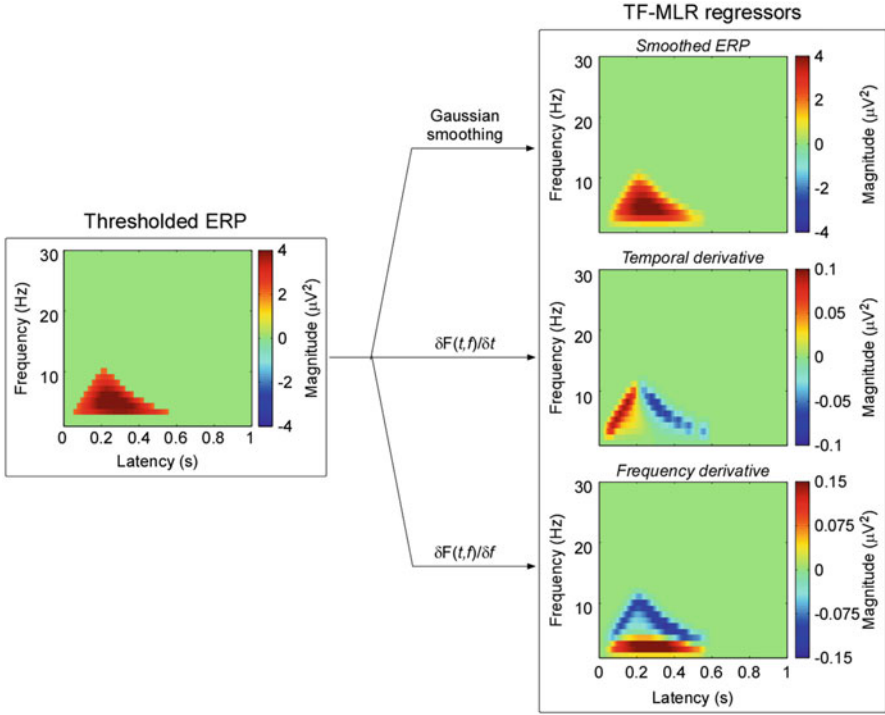 TF-MLR regressors
Smoothed ERP
30
20
10
Frequency (Hz)
4
2
0
-2
-4
Magnitude (μV²)
Gaussian
smoothing
Thresholded ERP
30
20
10
Frequency (Hz)
0 0.2 0.4 0.6 0.8 1
Latency (s)
4
2
0
-2
-4
Magnitude (μV²)
δF(t,f)/δt
Temporal derivative
30
20
10
Frequency (Hz)
0.1
0.05
0
-0.05
-0.1
Magnitude (μV²)
δF(t,f)/δf
Frequency derivative
30
20
10
Frequency (Hz)
0 0.2 0.4 0.6 0.8 1
Latency (s)
0.15
0.075
0
-0.075
-0.15
Magnitude (μV²)